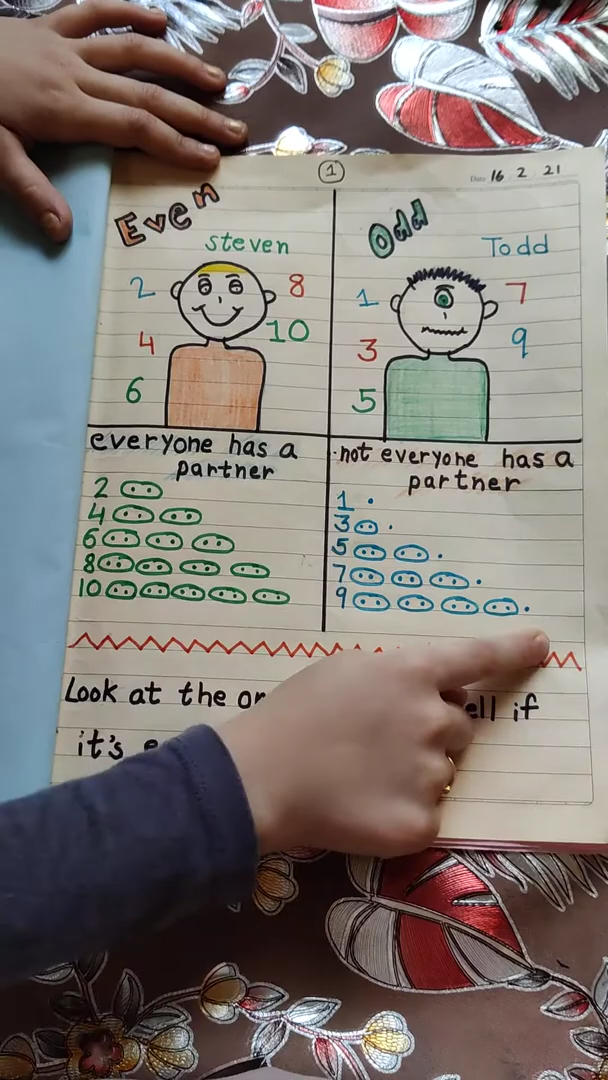 1
Date 16 2 21
Even
steven
2 8
4 10
6
Odd
Todd
1 7
3 9
5
everyone has a
partner
2
4
6
8
10
not everyone has a
partner
1
3
5
7
9
Look at the if
it's